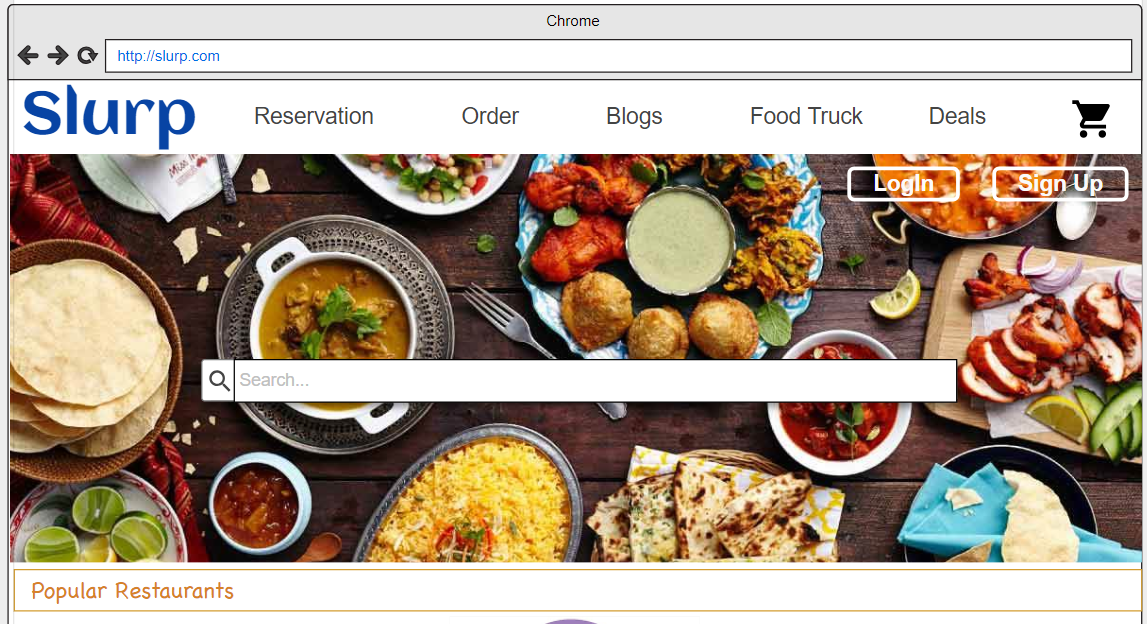 Chrome
http://slurp.com
Slurp
Reservation
Order
Blogs
Food Truck
Deals
LogIn
Sign Up
Search...
Popular Restaurants